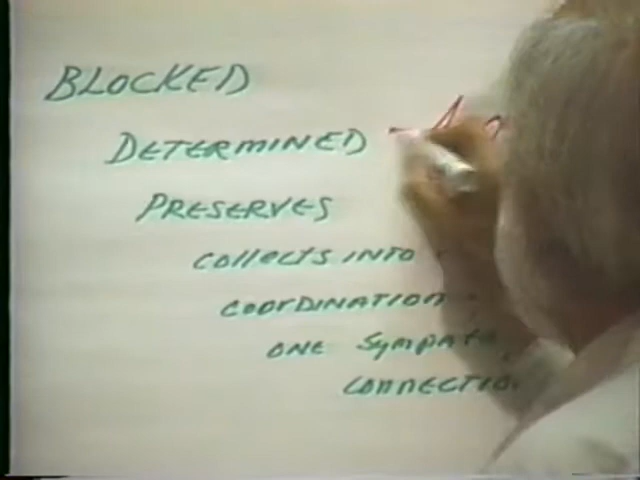 BLOCKED
DETERMINED
PRESERVES
collects into
coordination
one